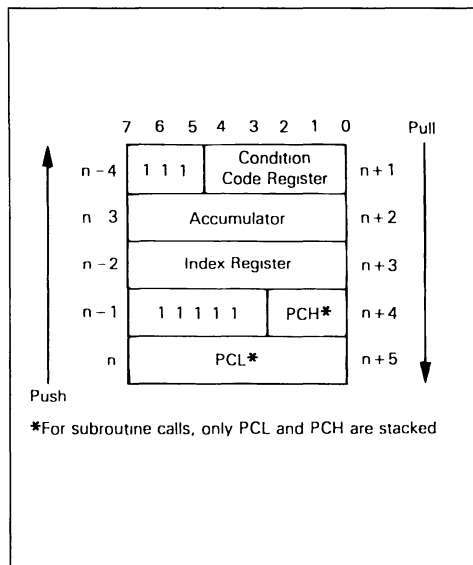 7 6 5 4 3 2 1 0 Pull
n - 4 1 1 1 Condition Code Register n + 1
n 3 Accumulator n + 2
n - 2 Index Register n + 3
n - 1 1 1 1 1 1 PCH* n + 4
n PCL* n + 5
Push
*For subroutine calls, only PCL and PCH are stacked